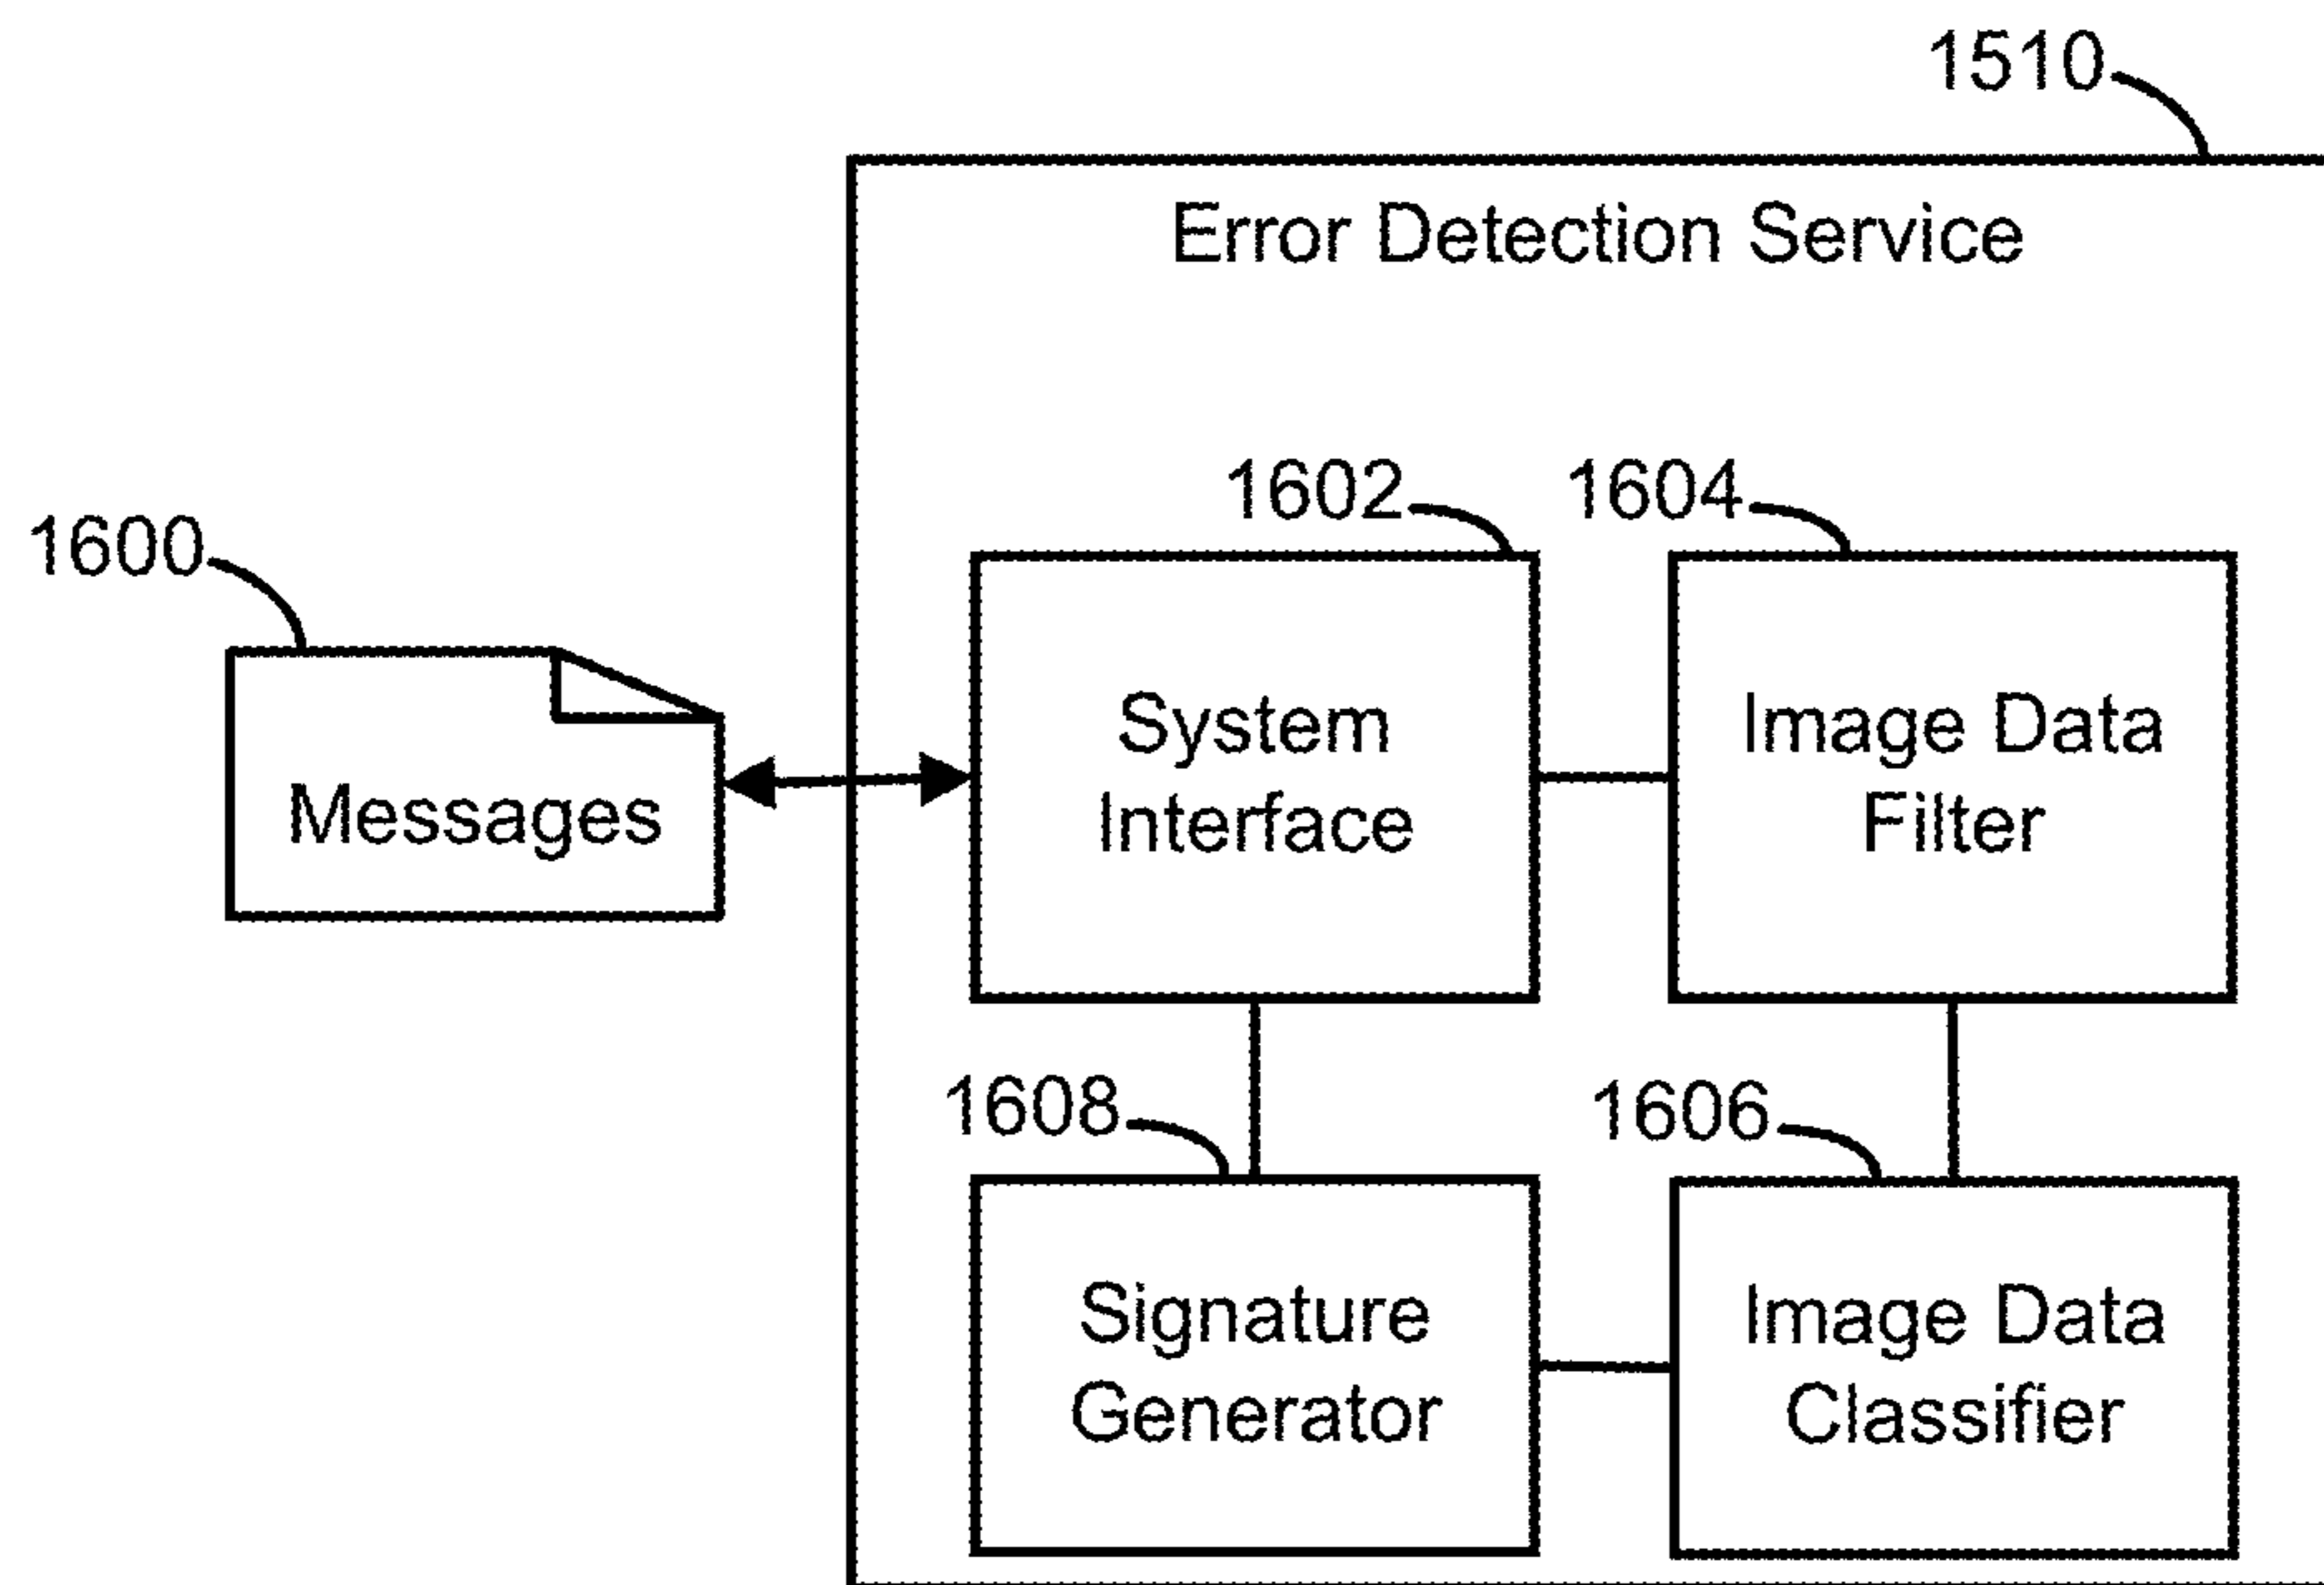 1510
Error Detection Service
1602
1604
1600
System
Interface
Image Data
Filter
Messages
1608
1606
Signature
Generator
Image Data
Classifier